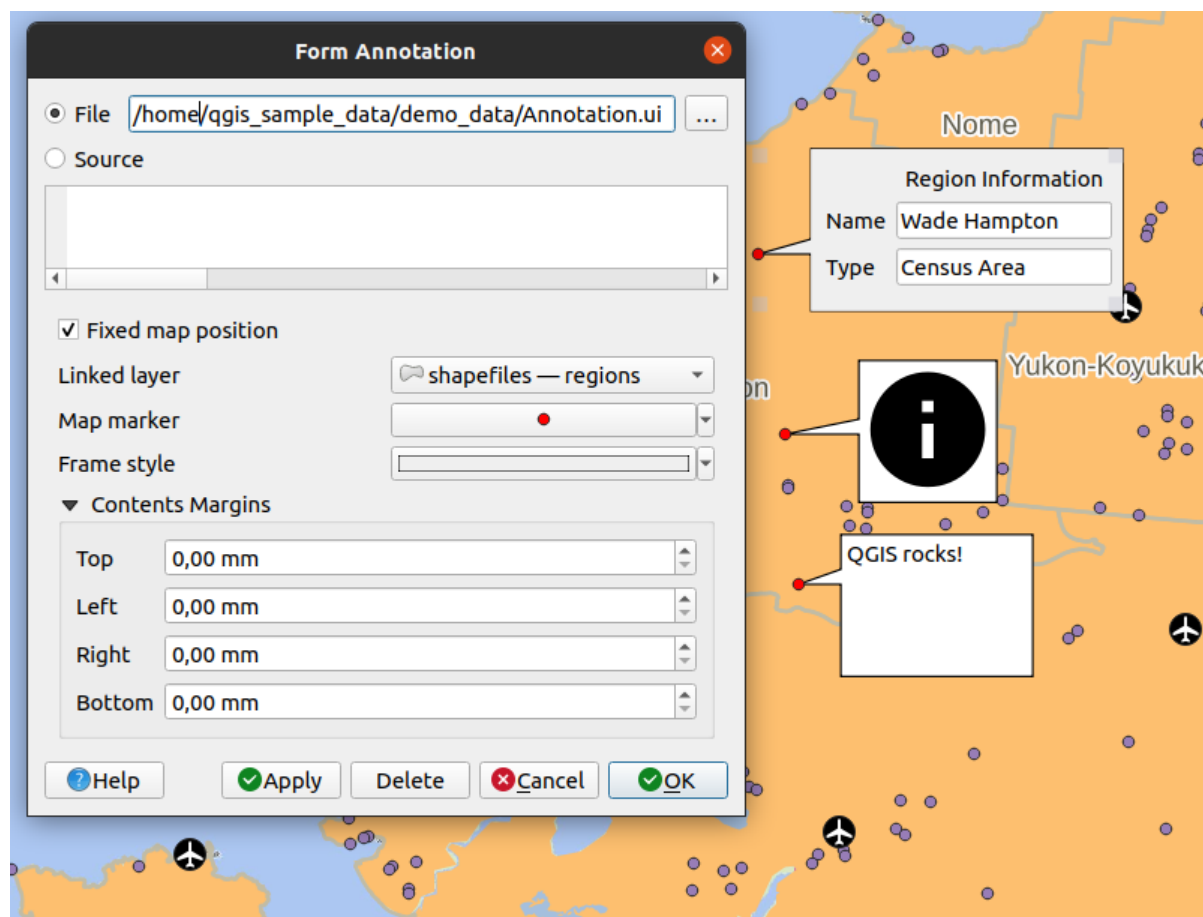 Form Annotation
File
/home/qgis_sample_data/demo_data/Annotation.ui
...
Source
Fixed map position
Linked layer
shapefiles — regions
Map marker
Frame style
Contents Margins
Top
0,00 mm
Left
0,00 mm
Right
0,00 mm
Bottom
0,00 mm
Help
Apply
Delete
Cancel
OK
Nome
Region Information
Name
Wade Hampton
Type
Census Area
Yukon-Koyukuk
on
i
QGIS rocks!